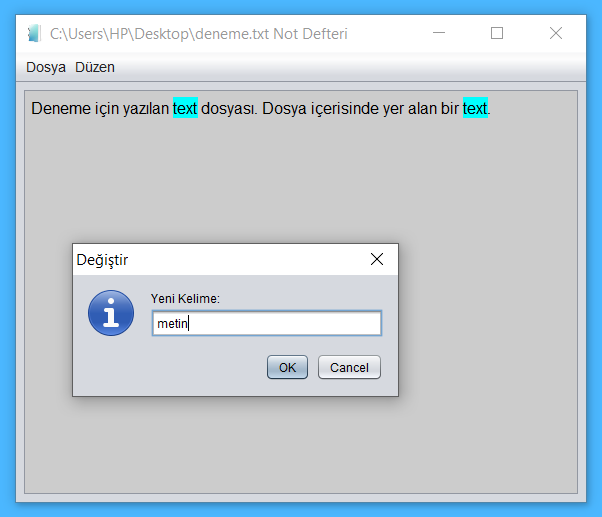 C:\Users\HP\Desktop\deneme.txt Not Defteri
Dosya Düzen
Deneme için yazılan text dosyası. Dosya içerisinde yer alan bir text.
Değiştir
Yeni Kelime:
metin
OK Cancel